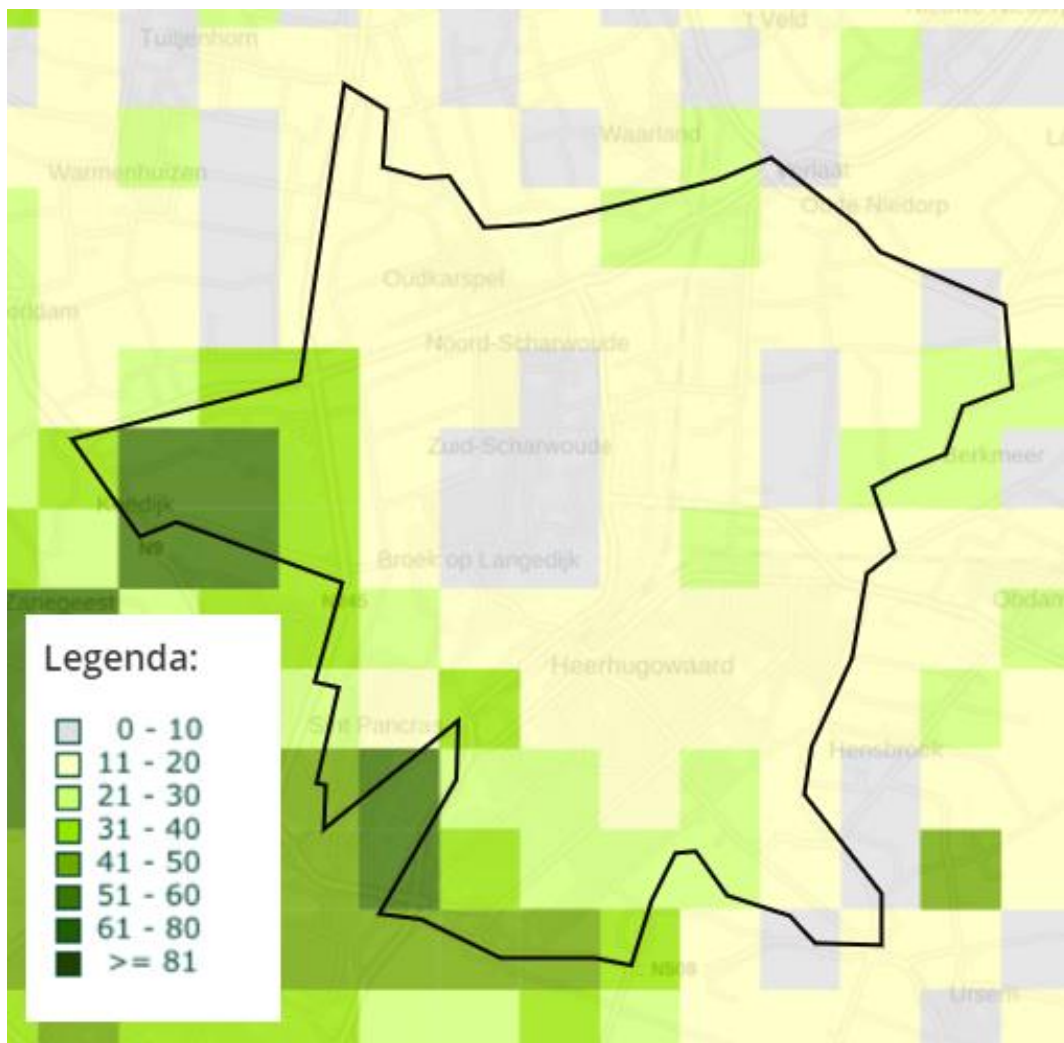 't Veld
Tuitjenhorn
Waarland
Verlaat
Warmenhuizen
Oude Niedorp
Oudkarspel
Noord-Scharwoude
Zuid-Scharwoude
Berkmeer
Koedijk
N9
Broek op Langedijk
Zanegeest
N245
Obdam
Heerhugowaard
Sint Pancras
Hensbroek
N508
Ursem
Legenda:
0 - 10
11 - 20
21 - 30
31 - 40
41 - 50
51 - 60
61 - 80
>= 81